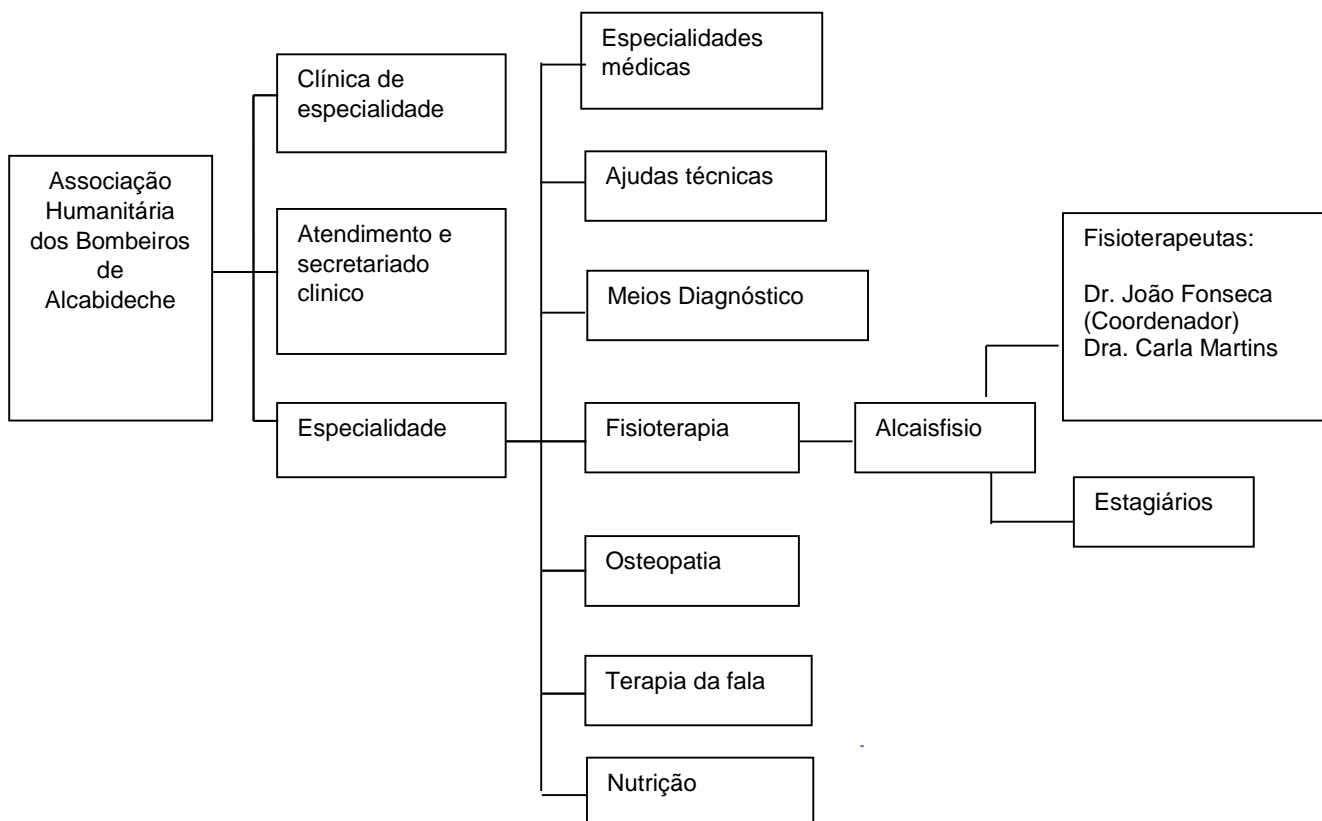 Associação
Humanitária
dos Bombeiros
de
Alcabideche
Clínica de
especialidade
Atendimento e
secretariado
clinico
Especialidade
Especialidades
médicas
Ajudas técnicas
Meios Diagnóstico
Fisioterapia
Osteopatia
Terapia da fala
Nutrição
Alcaisfisio
Fisioterapeutas:
Dr. João Fonseca
(Coordenador)
Dra. Carla Martins
Estagiários